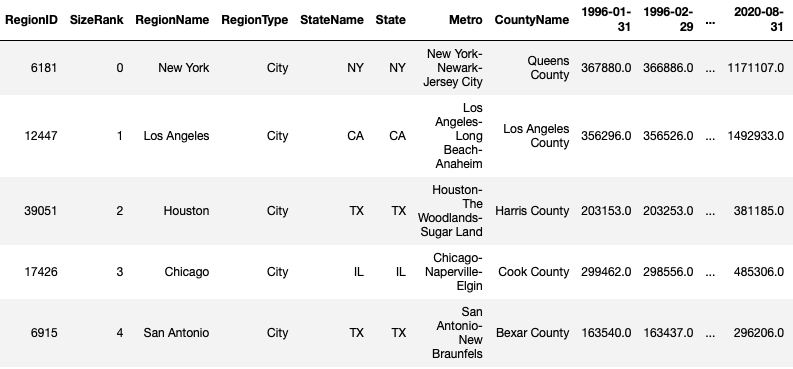 RegionID SizeRank RegionName RegionType StateName State Metro CountyName 1996-01-31 1996-02-29 ... 2020-08-31
6181 0 New York City NY NY New York-Newark-Jersey City Queens County 367880.0 366886.0 ... 1171107.0
12447 1 Los Angeles City CA CA Los Angeles-Long Beach-Anaheim Los Angeles County 356296.0 356526.0 ... 1492933.0
39051 2 Houston City TX TX Houston-The Woodlands-Sugar Land Harris County 203153.0 203253.0 ... 381185.0
17426 3 Chicago City IL IL Chicago-Naperville-Elgin Cook County 299462.0 298556.0 ... 485306.0
6915 4 San Antonio City TX TX San Antonio-New Braunfels Bexar County 163540.0 163437.0 ... 296206.0